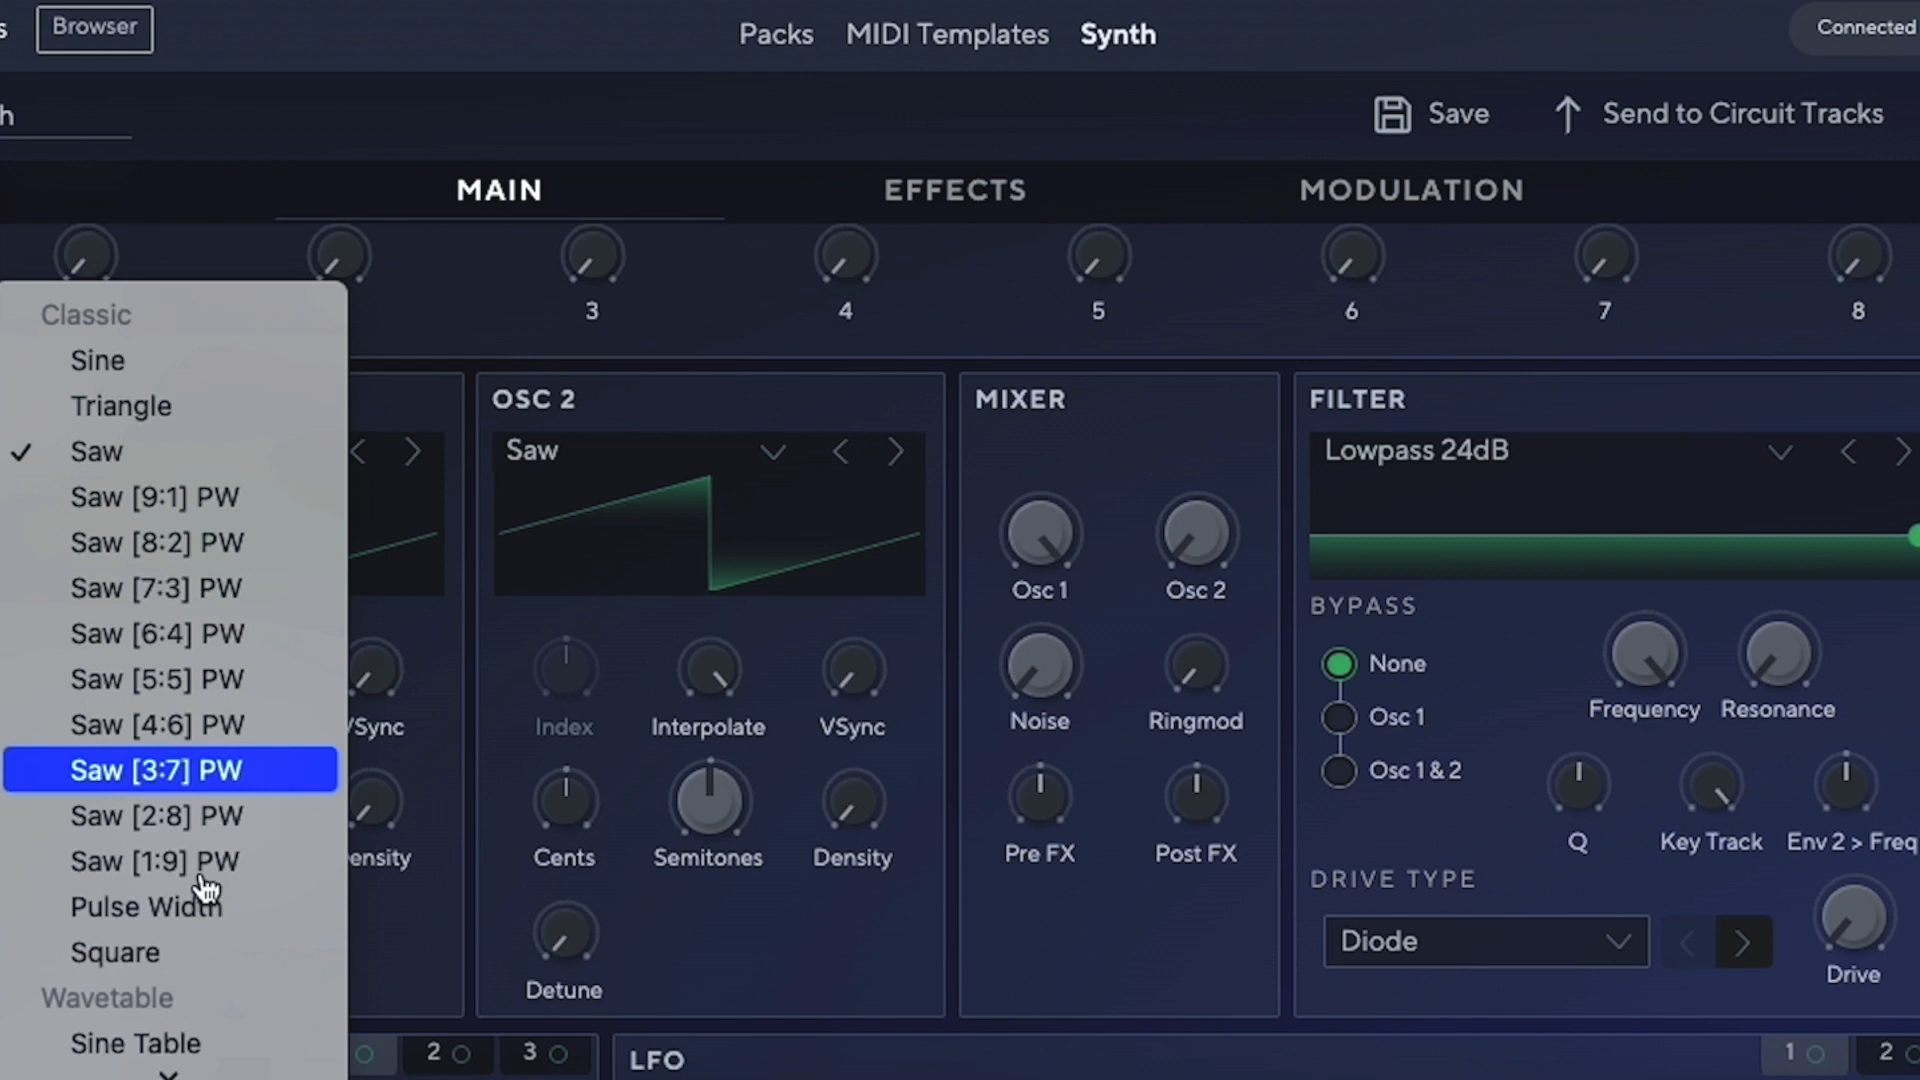 s Browser Packs MIDI Templates Synth Connected
h Save Send to Circuit Tracks
MAIN EFFECTS MODULATION
3 4 5 6 7 8
Classic
Sine
Triangle
Saw
Saw [9:1] PW
Saw [8:2] PW
Saw [7:3] PW
Saw [6:4] PW
Saw [5:5] PW
Saw [4:6] PW
Saw [3:7] PW
Saw [2:8] PW
Saw [1:9] PW
Pulse Width
Square
Wavetable
Sine Table
VSync
ensity
2 3
OSC 2
Saw
Index Interpolate VSync
Cents Semitones Density
Detune
MIXER
Osc 1 Osc 2
Noise Ringmod
Pre FX Post FX
FILTER
Lowpass 24dB
BYPASS
None
Osc 1
Osc 1 & 2
Frequency Resonance
Q Key Track Env 2 > Freq
DRIVE TYPE
Diode
Drive
LFO
1 2